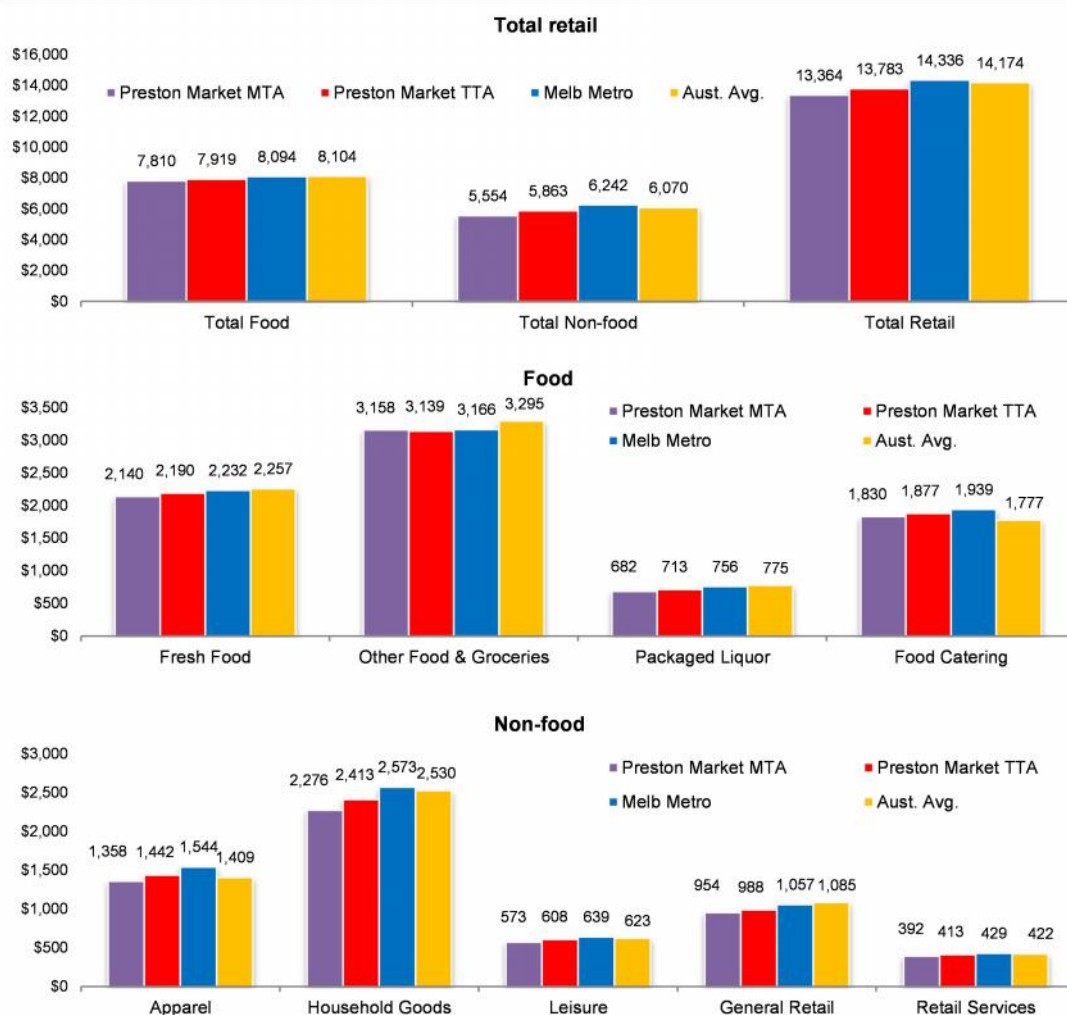 Total retail
$16,000
$14,000
$12,000
$10,000
$8,000
$6,000
$4,000
$2,000
$0
Preston Market MTA Preston Market TTA Melb Metro Aust. Avg.
7,810 7,919 8,094 8,104
5,554 5,863 6,242 6,070
13,364 13,783 14,336 14,174
Total Food Total Non-food Total Retail
Food
$3,500
$3,000
$2,500
$2,000
$1,500
$1,000
$500
$0
Preston Market MTA Preston Market TTA
Melb Metro Aust. Avg.
2,140 2,190 2,232 2,257
3,158 3,139 3,166 3,295
682 713 756 775
1,830 1,877 1,939 1,777
Fresh Food Other Food & Groceries Packaged Liquor Food Catering
Non-food
$3,000
$2,500
$2,000
$1,500
$1,000
$500
$0
Preston Market MTA Preston Market TTA
Melb Metro Aust. Avg.
1,358 1,442 1,544 1,409
2,276 2,413 2,573 2,530
573 608 639 623
954 988 1,057 1,085
392 413 429 422
Apparel Household Goods Leisure General Retail Retail Services